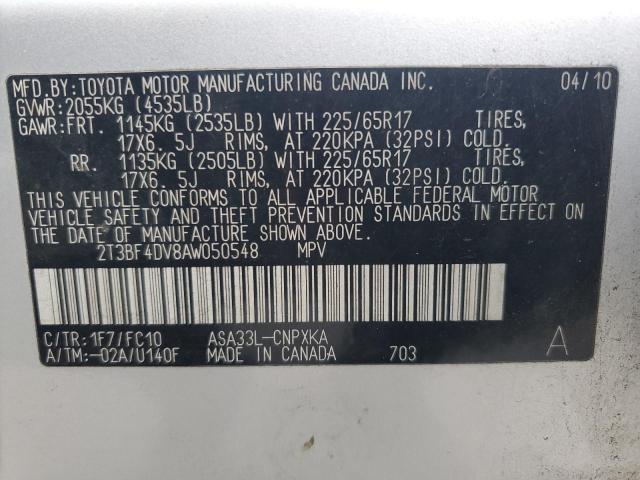 MFD.BY:TOYOTA MOTOR MANUFACTURING CANADA INC. 04/10
GVWR:2055KG (4535LB)
GAWR:FRT. 1145KG (2535LB) WITH 225/65R17 TIRES,
17X6.5J RIMS, AT 220KPA (32PSI) COLD.
RR. 1135KG (2505LB) WITH 225/65R17 TIRES,
17X6.5J RIMS, AT 220KPA (32PSI) COLD.
THIS VEHICLE CONFORMS TO ALL APPLICABLE FEDERAL MOTOR
VEHICLE SAFETY AND THEFT PREVENTION STANDARDS IN EFFECT ON
THE DATE OF MANUFACTURE SHOWN ABOVE.
2T3BF4DV8AW050548 MPV
C/TR:1F7/FC10 ASA33L-CNPXKA A
A/TM:-02A/U140F MADE IN CANADA 703